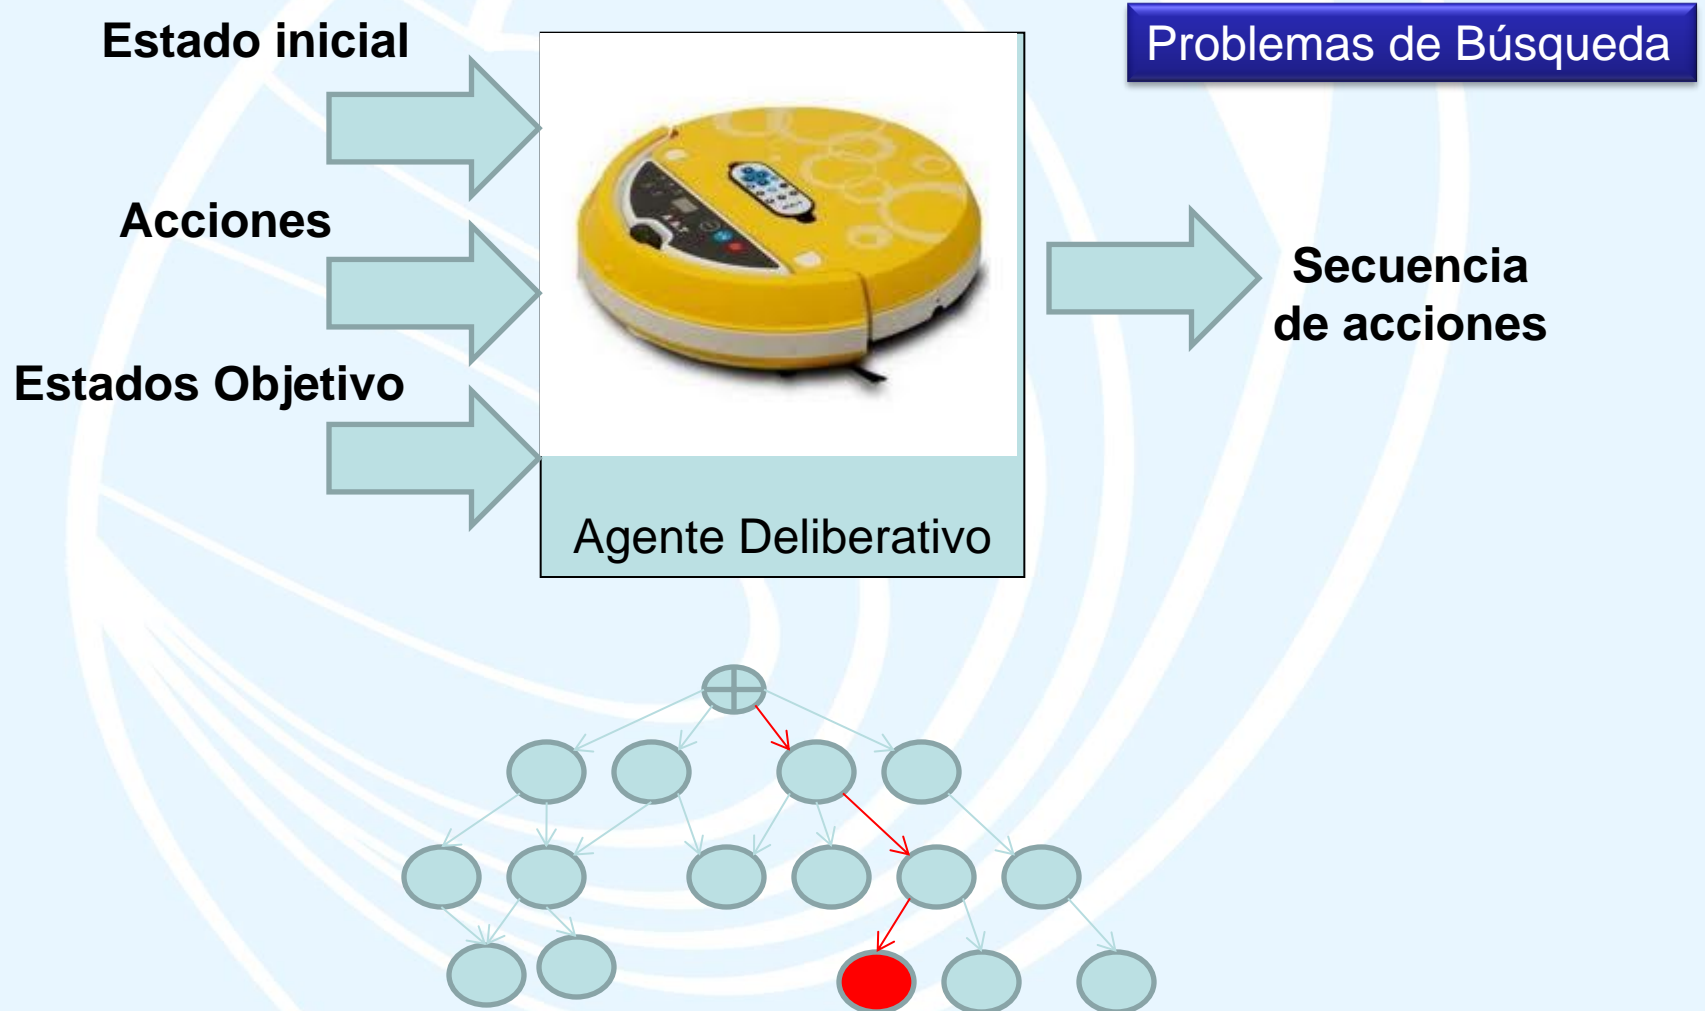 Problemas de Búsqueda
Estado inicial
Acciones
Estados Objetivo
Agente Deliberativo
Secuencia
de acciones